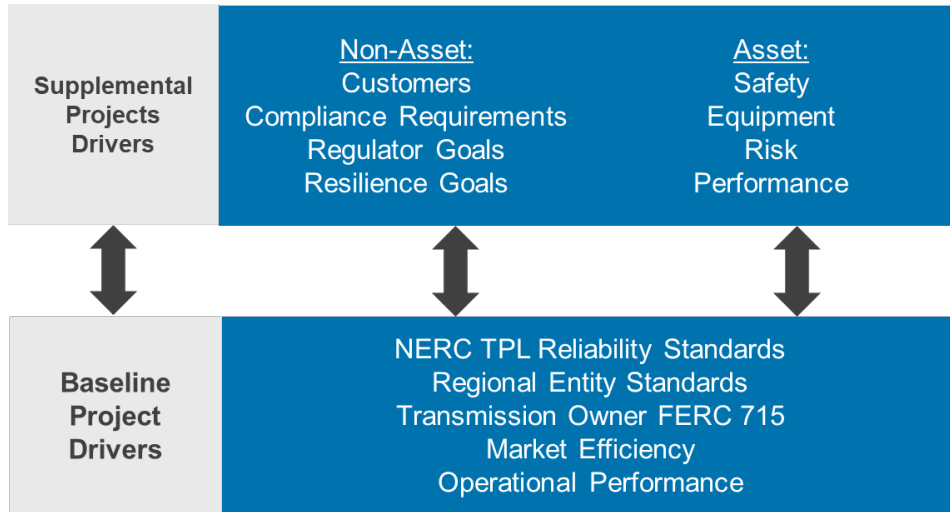 Supplemental
Projects
Drivers
Non-Asset:
Customers
Compliance Requirements
Regulator Goals
Resilience Goals
Asset:
Safety
Equipment
Risk
Performance
Baseline
Project
Drivers
NERC TPL Reliability Standards
Regional Entity Standards
Transmission Owner FERC 715
Market Efficiency
Operational Performance